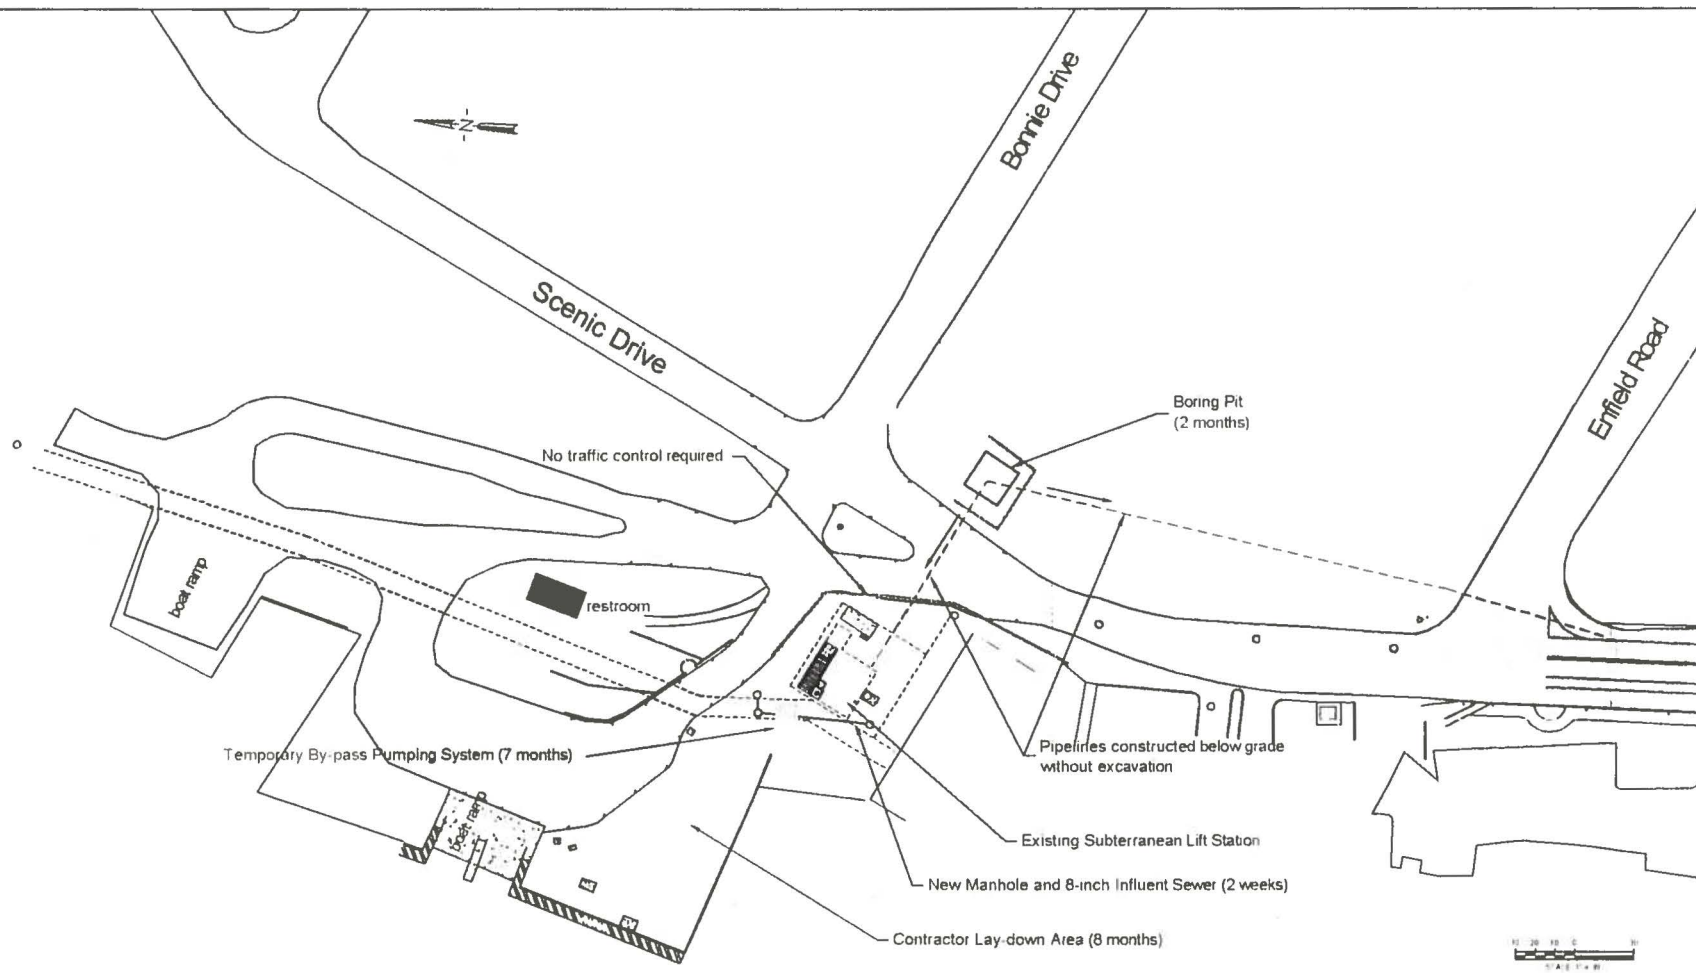 Bonnie Drive
N
Scenic Drive
Enfield Road
Boring Pit
(2 months)
No traffic control required
boat ramp
restroom
Temporary By-pass Pumping System (7 months)
Pipelines constructed below grade
without excavation
boat ramp
Existing Subterranean Lift Station
New Manhole and 8-inch Influent Sewer (2 weeks)
Contractor Lay-down Area (8 months)